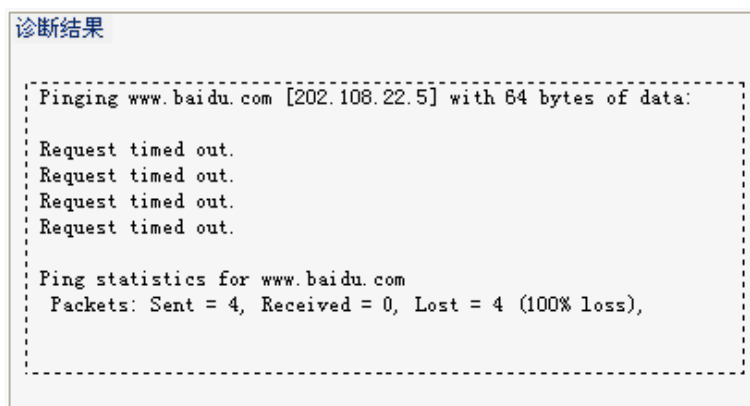 诊断结果
Pinging www.baidu.com [202.108.22.5] with 64 bytes of data:
Request timed out.
Request timed out.
Request timed out.
Request timed out.
Ping statistics for www.baidu.com
Packets: Sent = 4, Received = 0, Lost = 4 (100% loss),